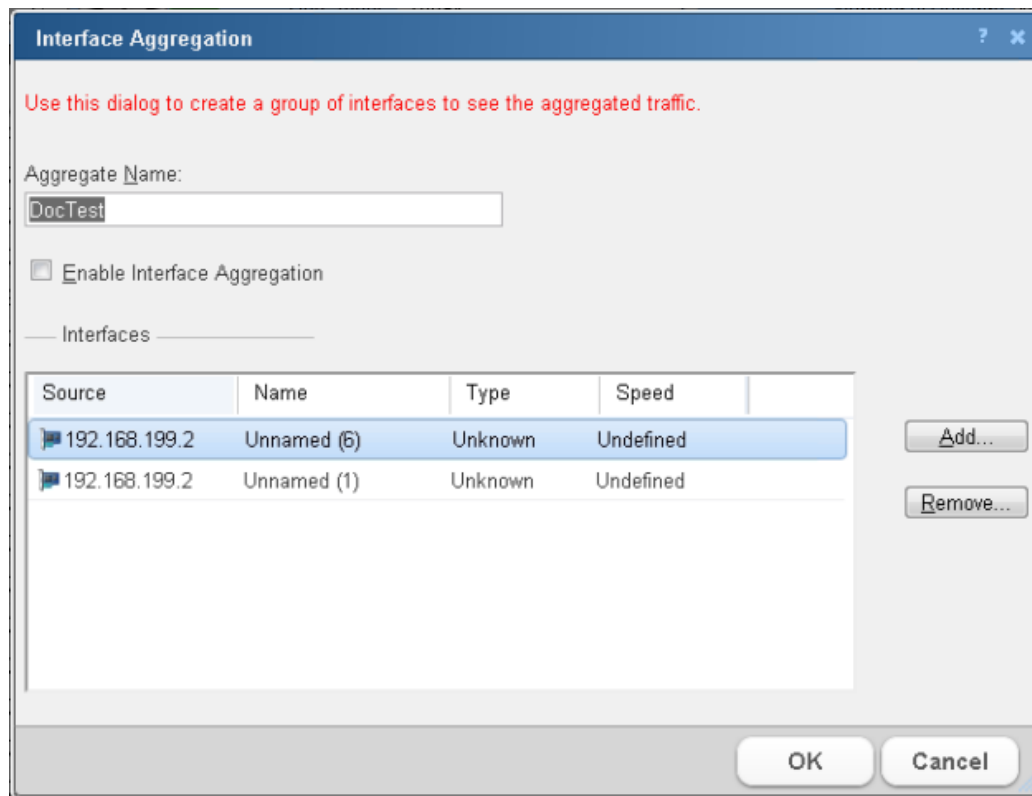 Interface Aggregation ? ×
Use this dialog to create a group of interfaces to see the aggregated traffic.
Aggregate Name:
DocTest
Enable Interface Aggregation
Interfaces
Source Name Type Speed
192.168.199.2 Unnamed (6) Unknown Undefined
Add...
192.168.199.2 Unnamed (1) Unknown Undefined
Remove...
OK Cancel